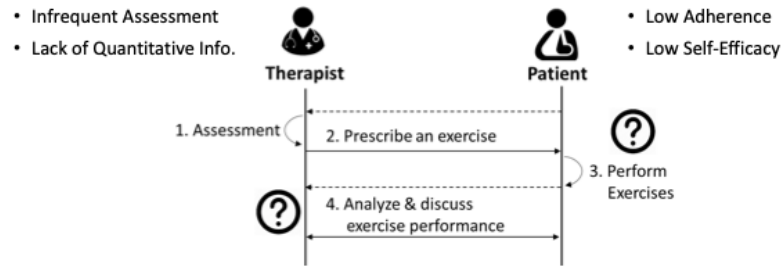 • Infrequent Assessment
• Lack of Quantitative Info.
• Low Adherence
• Low Self-Efficacy
Therapist
Patient
1. Assessment
2. Prescribe an exercise
?
3. Perform
Exercises
?
4. Analyze & discuss
exercise performance